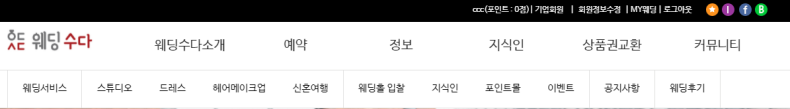 ccc(포인트 : 0점) | 기업회원 | 회원정보수정 | MY웨딩 | 로그아웃
웨딩수다 웨딩수다소개 예약 정보 지식인 상품권교환 커뮤니티
웨딩서비스 스튜디오 드레스 헤어메이크업 신혼여행 웨딩홀 입찰 지식인 포인트몰 이벤트 공지사항 웨딩후기